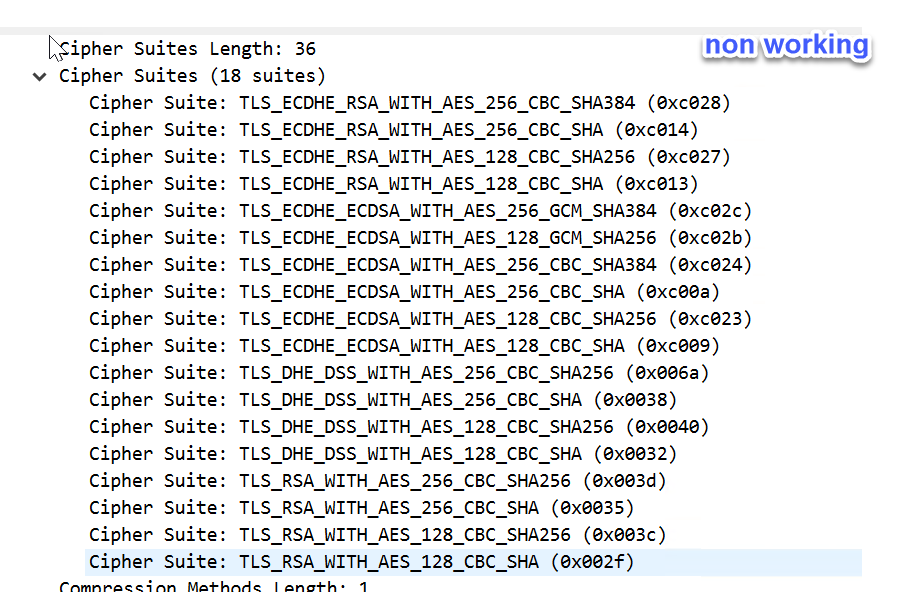 non working
Cipher Suites Length: 36
Cipher Suites (18 suites)
Cipher Suite: TLS_ECDHE_RSA_WITH_AES_256_CBC_SHA384 (0xc028)
Cipher Suite: TLS_ECDHE_RSA_WITH_AES_256_CBC_SHA (0xc014)
Cipher Suite: TLS_ECDHE_RSA_WITH_AES_128_CBC_SHA256 (0xc027)
Cipher Suite: TLS_ECDHE_RSA_WITH_AES_128_CBC_SHA (0xc013)
Cipher Suite: TLS_ECDHE_ECDSA_WITH_AES_256_GCM_SHA384 (0xc02c)
Cipher Suite: TLS_ECDHE_ECDSA_WITH_AES_128_GCM_SHA256 (0xc02b)
Cipher Suite: TLS_ECDHE_ECDSA_WITH_AES_256_CBC_SHA384 (0xc024)
Cipher Suite: TLS_ECDHE_ECDSA_WITH_AES_256_CBC_SHA (0xc00a)
Cipher Suite: TLS_ECDHE_ECDSA_WITH_AES_128_CBC_SHA256 (0xc023)
Cipher Suite: TLS_ECDHE_ECDSA_WITH_AES_128_CBC_SHA (0xc009)
Cipher Suite: TLS_DHE_DSS_WITH_AES_256_CBC_SHA256 (0x006a)
Cipher Suite: TLS_DHE_DSS_WITH_AES_256_CBC_SHA (0x0038)
Cipher Suite: TLS_DHE_DSS_WITH_AES_128_CBC_SHA256 (0x0040)
Cipher Suite: TLS_DHE_DSS_WITH_AES_128_CBC_SHA (0x0032)
Cipher Suite: TLS_RSA_WITH_AES_256_CBC_SHA256 (0x003d)
Cipher Suite: TLS_RSA_WITH_AES_256_CBC_SHA (0x0035)
Cipher Suite: TLS_RSA_WITH_AES_128_CBC_SHA256 (0x003c)
Cipher Suite: TLS_RSA_WITH_AES_128_CBC_SHA (0x002f)
Compression Methods Length: 1